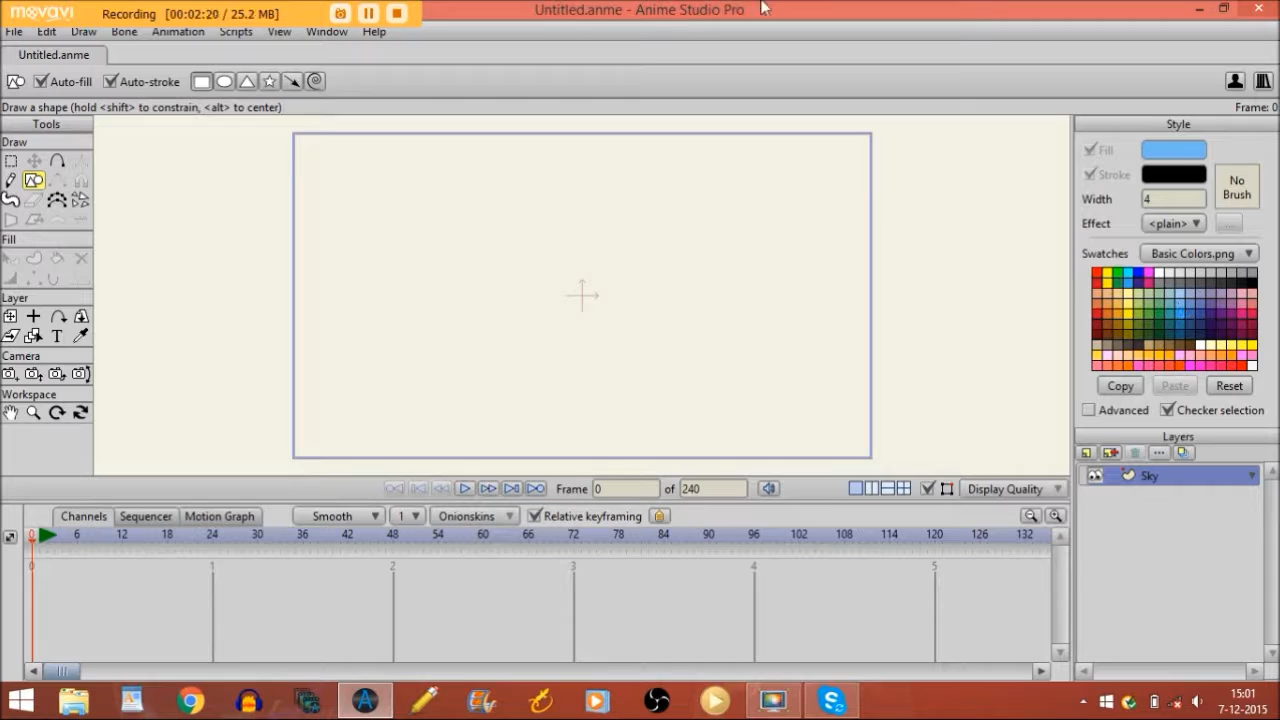 movavi Recording [00:02:20 / 25.2 MB] Untitled.anme - Anime Studio Pro
File Edit Draw Bone Animation Scripts View Window Help
Untitled.anme
Auto-fill Auto-stroke
Draw a shape (hold <shift> to constrain, <alt> to center) Frame: 0
Tools
Draw
Fill
Layer
T
Camera
Workspace
Style
Fill
Stroke
No
Brush
Width 4
Effect <plain>
Swatches Basic Colors.png
Copy Paste Reset
Advanced Checker selection
Layers
Sky
Frame 0 of 240 Display Quality
Channels Sequencer Motion Graph Smooth 1 Onionskins Relative keyframing
0 6 12 18 24 30 36 42 48 54 60 66 72 78 84 90 96 102 108 114 120 126 132
0 1 2 3 4 5
15:01
7-12-2015